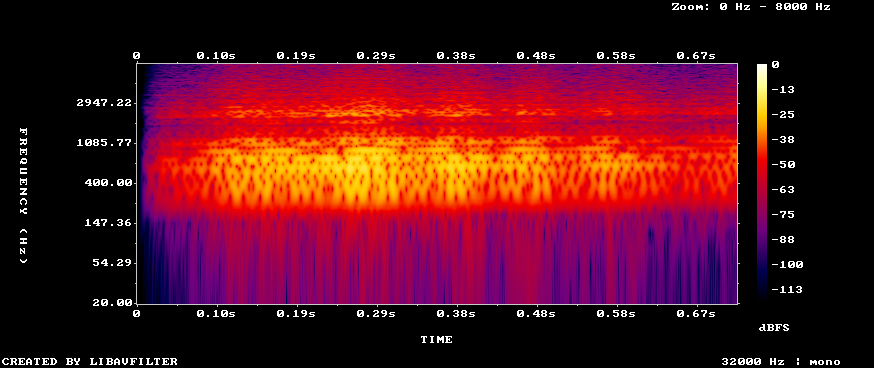 Zoom: 0 Hz - 8000 Hz
0 0.10s 0.19s 0.29s 0.38s 0.48s 0.58s 0.67s
FREQUENCY (Hz)
2947.22
1085.77
400.00
147.36
54.29
20.00
0
-13
-25
-38
-50
-63
-75
-88
-100
-113
dBFS
0 0.10s 0.19s 0.29s 0.38s 0.48s 0.58s 0.67s
TIME
CREATED BY LIBAVFILTER
32000 Hz | mono